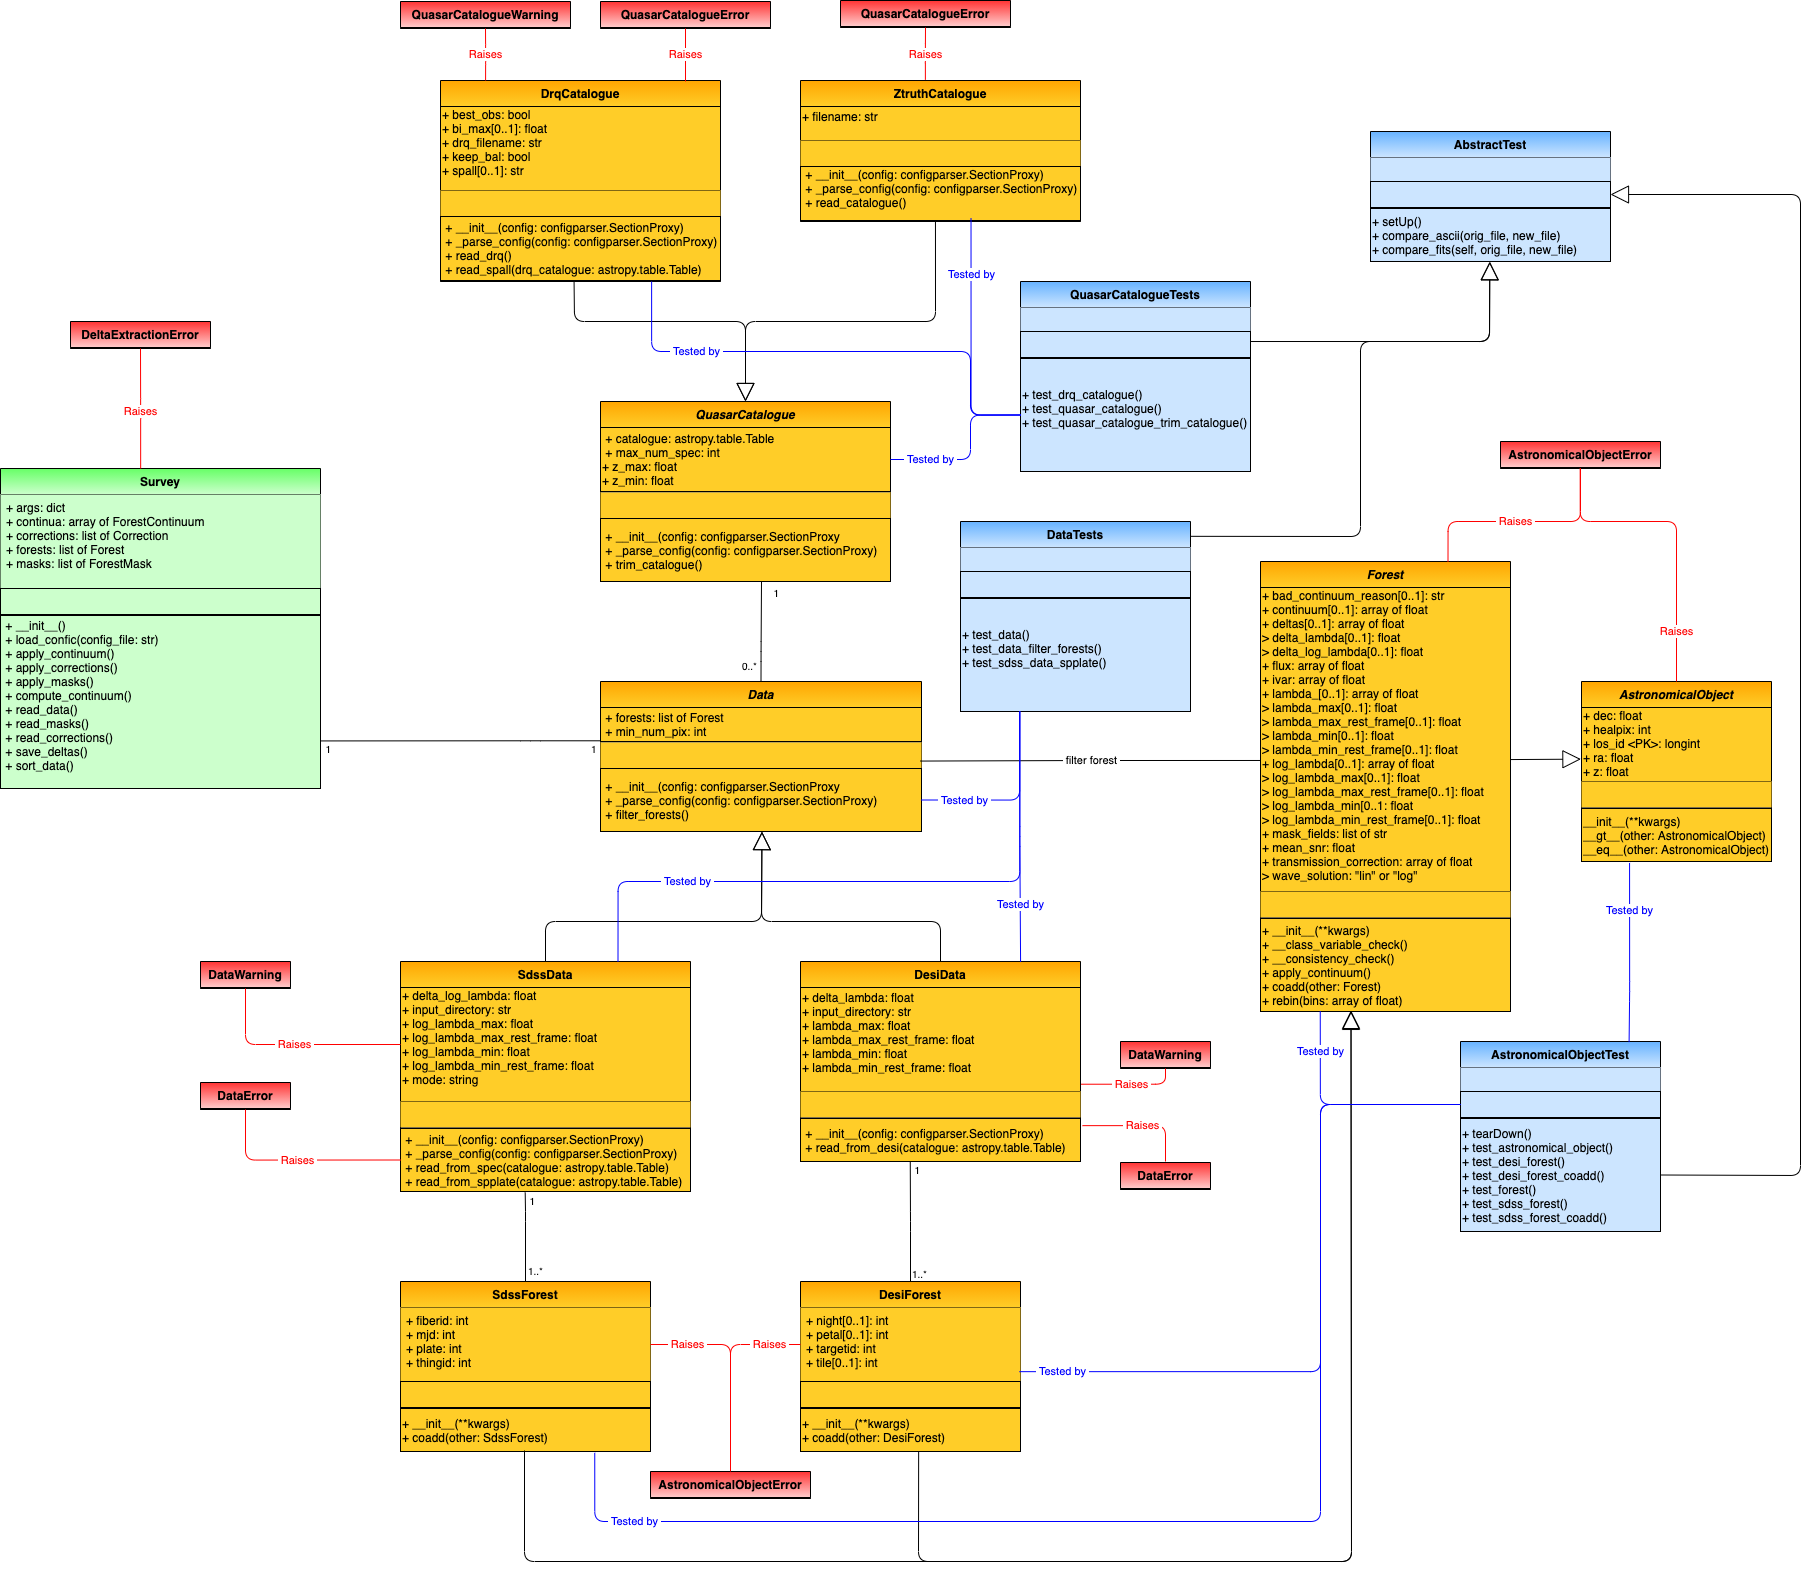 QuasarCatalogueWarning
QuasarCatalogueError
QuasarCatalogueError
Raises
Raises
Raises
DrqCatalogue
+ best_obs: bool
+ bi_max[0..1]: float
+ drq_filename: str
+ keep_bal: bool
+ spall[0..1]: str
+ __init__(config: configparser.SectionProxy)
+ _parse_config(config: configparser.SectionProxy)
+ read_drq()
+ read_spall(drq_catalogue: astropy.table.Table)
ZtruthCatalogue
+ filename: str
+ __init__(config: configparser.SectionProxy)
+ _parse_config(config: configparser.SectionProxy)
+ read_catalogue()
AbstractTest
+ setUp()
+ compare_ascii(orig_file, new_file)
+ compare_fits(self, orig_file, new_file)
Tested by
QuasarCatalogueTests
+ test_drq_catalogue()
+ test_quasar_catalogue()
+ test_quasar_catalogue_trim_catalogue()
DeltaExtractionError
Raises
Tested by
QuasarCatalogue
+ catalogue: astropy.table.Table
+ max_num_spec: int
+ z_max: float
+ z_min: float
+ __init__(config: configparser.SectionProxy
+ _parse_config(config: configparser.SectionProxy)
+ trim_catalogue()
Tested by
Survey
+ args: dict
+ continua: array of ForestContinuum
+ corrections: list of Correction
+ forests: list of Forest
+ masks: list of ForestMask
+ __init__()
+ load_confic(config_file: str)
+ apply_continuum()
+ apply_corrections()
+ apply_masks()
+ compute_continuum()
+ read_data()
+ read_masks()
+ read_corrections()
+ save_deltas()
+ sort_data()
DataTests
+ test_data()
+ test_data_filter_forests()
+ test_sdss_data_spplate()
AstronomicalObjectError
Raises
Raises
Forest
+ bad_continuum_reason[0..1]: str
+ continuum[0..1]: array of float
+ deltas[0..1]: array of float
> delta_lambda[0..1]: float
> delta_log_lambda[0..1]: float
+ flux: array of float
+ ivar: array of float
+ lambda_[0..1]: array of float
> lambda_max[0..1]: float
> lambda_max_rest_frame[0..1]: float
> lambda_min[0..1]: float
> lambda_min_rest_frame[0..1]: float
+ log_lambda[0..1]: array of float
> log_lambda_max[0..1]: float
> log_lambda_max_rest_frame[0..1]: float
> log_lambda_min[0..1: float
> log_lambda_min_rest_frame[0..1]: float
+ mask_fields: list of str
+ mean_snr: float
+ transmission_correction: array of float
> wave_solution: "lin" or "log"
+ __init__(**kwargs)
+ __class_variable_check()
+ __consistency_check()
+ apply_continuum()
+ coadd(other: Forest)
+ rebin(bins: array of float)
AstronomicalObject
+ dec: float
+ healpix: int
+ los_id <PK>: longint
+ ra: float
+ z: float
__init__(**kwargs)
__gt__(other: AstronomicalObject)
__eq__(other: AstronomicalObject)
1
0..*
1
1
Data
+ forests: list of Forest
+ min_num_pix: int
+ __init__(config: configparser.SectionProxy
+ _parse_config(config: configparser.SectionProxy)
+ filter_forests()
filter forest
Tested by
Tested by
Tested by
Tested by
DataWarning
Raises
DataError
Raises
SdssData
+ delta_log_lambda: float
+ input_directory: str
+ log_lambda_max: float
+ log_lambda_max_rest_frame: float
+ log_lambda_min: float
+ log_lambda_min_rest_frame: float
+ mode: string
+ __init__(config: configparser.SectionProxy)
+ _parse_config(config: configparser.SectionProxy)
+ read_from_spec(catalogue: astropy.table.Table)
+ read_from_spplate(catalogue: astropy.table.Table)
DesiData
+ delta_lambda: float
+ input_directory: str
+ lambda_max: float
+ lambda_max_rest_frame: float
+ lambda_min: float
+ lambda_min_rest_frame: float
+ __init__(config: configparser.SectionProxy)
+ read_from_desi(catalogue: astropy.table.Table)
DataWarning
Raises
Raises
DataError
Tested by
AstronomicalObjectTest
+ tearDown()
+ test_astronomical_object()
+ test_desi_forest()
+ test_desi_forest_coadd()
+ test_forest()
+ test_sdss_forest()
+ test_sdss_forest_coadd()
1
1..*
1
1..*
SdssForest
+ fiberid: int
+ mjd: int
+ plate: int
+ thingid: int
+ __init__(**kwargs)
+ coadd(other: SdssForest)
Raises
Raises
DesiForest
+ night[0..1]: int
+ petal[0..1]: int
+ targetid: int
+ tile[0..1]: int
+ __init__(**kwargs)
+ coadd(other: DesiForest)
Tested by
AstronomicalObjectError
Tested by